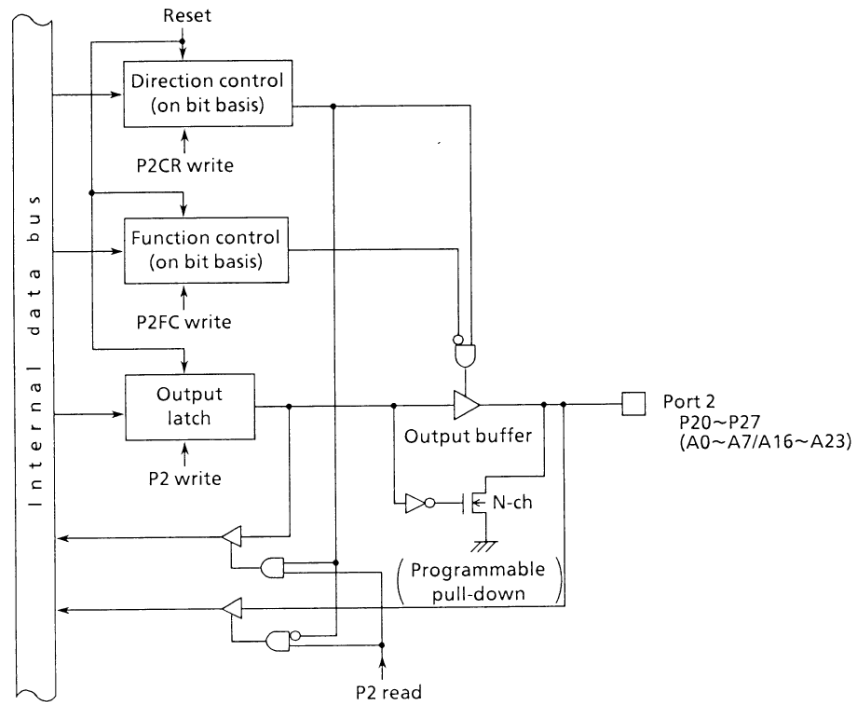 Reset
Direction control
(on bit basis)
P2CR write
Function control
(on bit basis)
P2FC write
Internal data bus
Output
latch
P2 write
Output buffer
Port 2
P20~P27
(A0~A7/A16~A23)
N-ch
(Programmable
pull-down)
P2 read